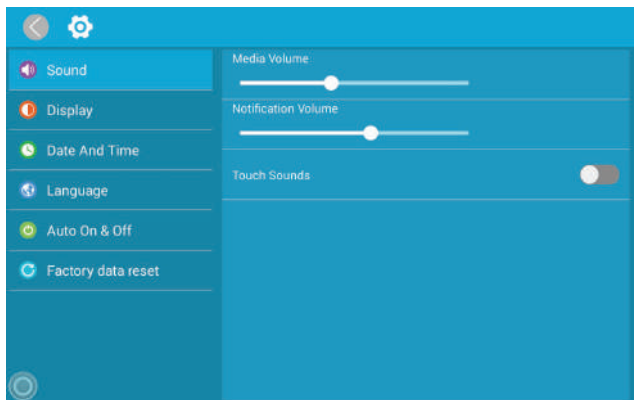 Sound
Display
Date And Time
Language
Auto On & Off
Factory data reset
Media Volume
Notification Volume
Touch Sounds